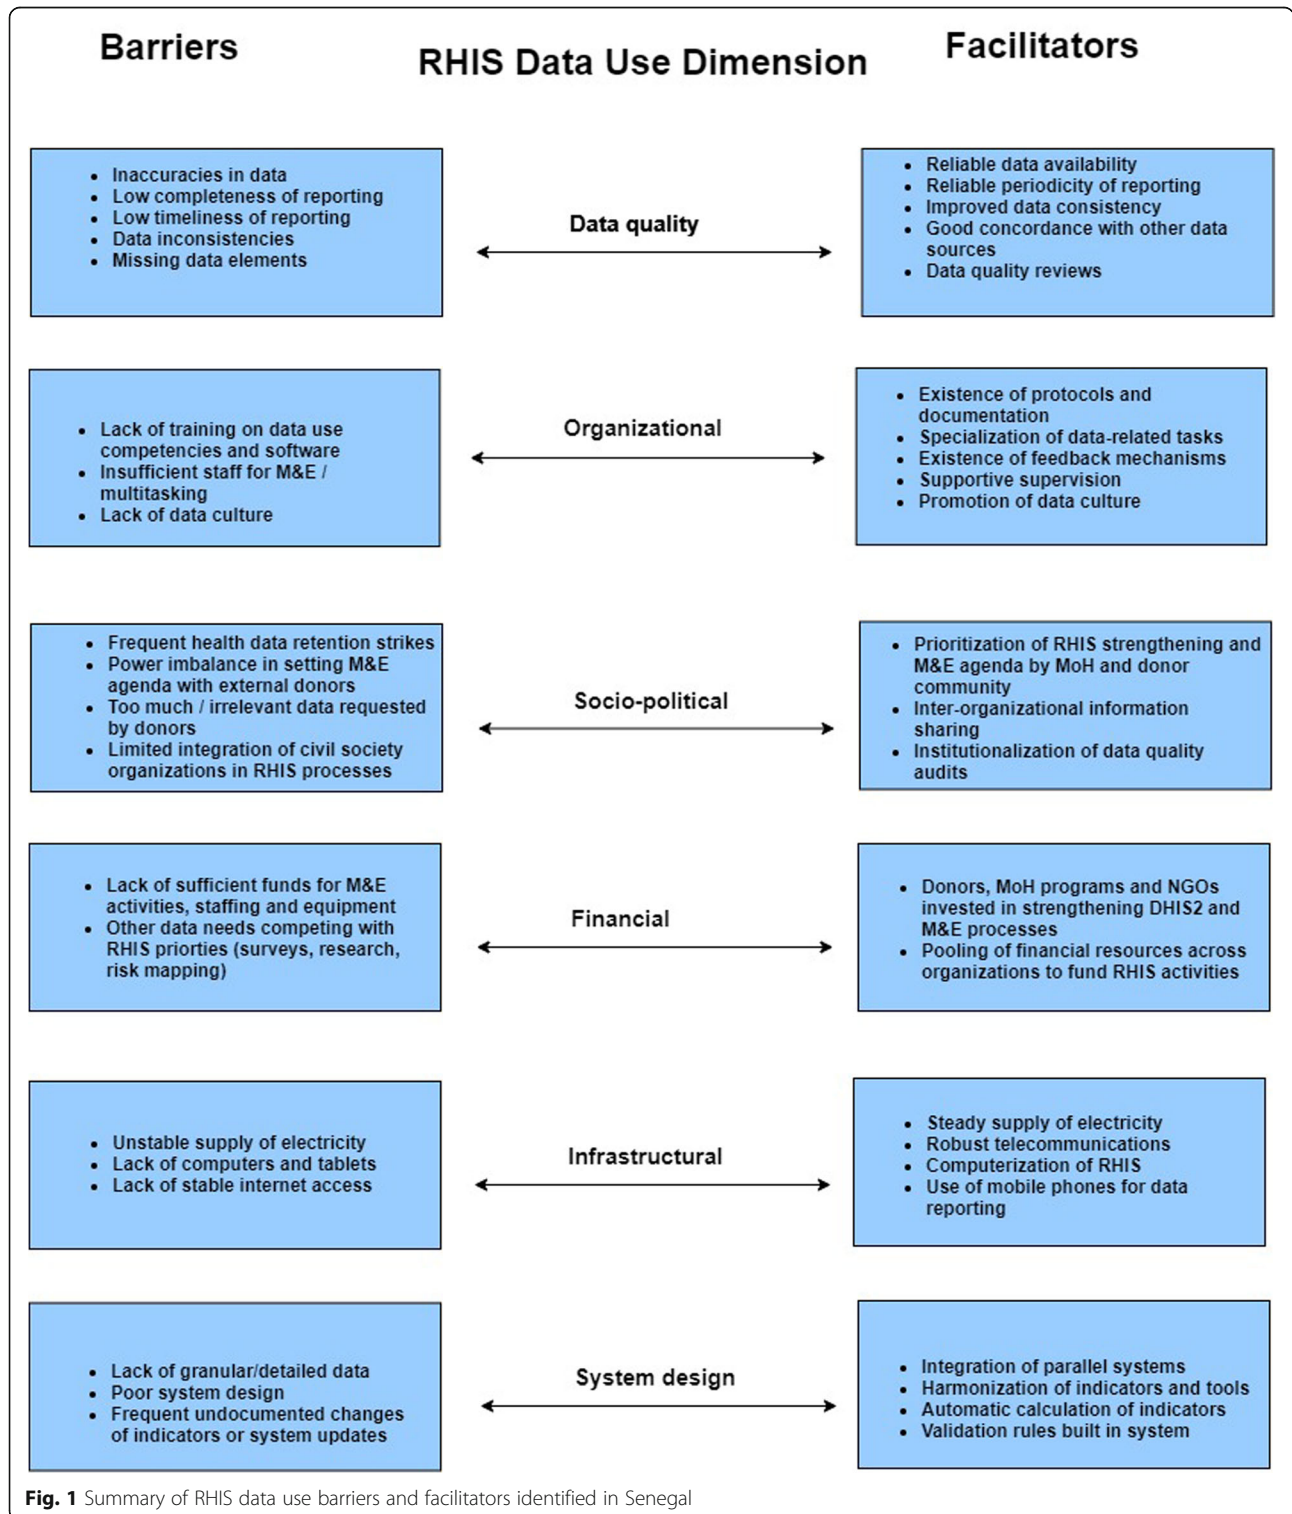 Barriers
RHIS Data Use Dimension
Facilitators
• Inaccuracies in data
• Low completeness of reporting
• Low timeliness of reporting
• Data inconsistencies
• Missing data elements
Data quality
• Reliable data availability
• Reliable periodicity of reporting
• Improved data consistency
• Good concordance with other data
sources
• Data quality reviews
• Lack of training on data use
competencies and software
• Insufficient staff for M&E /
multitasking
• Lack of data culture
Organizational
• Existence of protocols and
documentation
• Specialization of data-related tasks
• Existence of feedback mechanisms
• Supportive supervision
• Promotion of data culture
• Frequent health data retention strikes
• Power imbalance in setting M&E
agenda with external donors
• Too much / irrelevant data requested
by donors
• Limited integration of civil society
organizations in RHIS processes
Socio-political
• Prioritization of RHIS strengthening and
M&E agenda by MoH and donor
community
• Inter-organizational information
sharing
• Institutionalization of data quality
audits
• Lack of sufficient funds for M&E
activities, staffing and equipment
• Other data needs competing with
RHIS priorties (surveys, research,
risk mapping)
Financial
• Donors, MoH programs and NGOs
invested in strengthening DHIS2 and
M&E processes
• Pooling of financial resources across
organizations to fund RHIS activities
• Unstable supply of electricity
• Lack of computers and tablets
• Lack of stable internet access
Infrastructural
• Steady supply of electricity
• Robust telecommunications
• Computerization of RHIS
• Use of mobile phones for data
reporting
• Lack of granular/detailed data
• Poor system design
• Frequent undocumented changes
of indicators or system updates
System design
• Integration of parallel systems
• Harmonization of indicators and tools
• Automatic calculation of indicators
• Validation rules built in system
Fig. 1 Summary of RHIS data use barriers and facilitators identified in Senegal